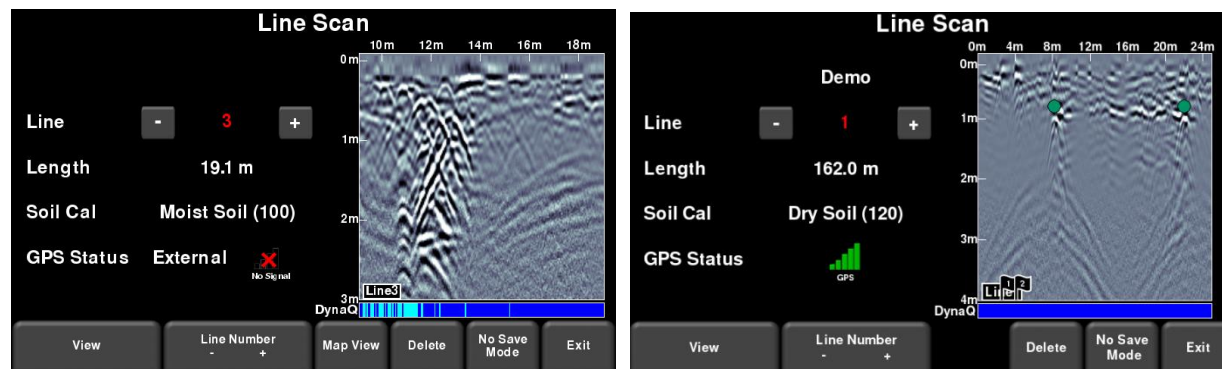 Line Scan
10m 12m 14m 16m 18m
0m
Line - 3 +
1m
Length 19.1 m
Soil Cal Moist Soil (100)
2m
GPS Status External
No Signal
Line3
3m
DynaQ
View
Line Number
- +
Map View
Delete
No Save
Mode
Exit
Line Scan
0m 4m 8m 12m 16m 20m 24m
0m
Demo
Line - 1 +
1m
Length 162.0 m
2m
Soil Cal Dry Soil (120)
3m
GPS Status
GPS
1 2
4m
DynaQ
View
Line Number
- +
Delete
No Save
Mode
Exit